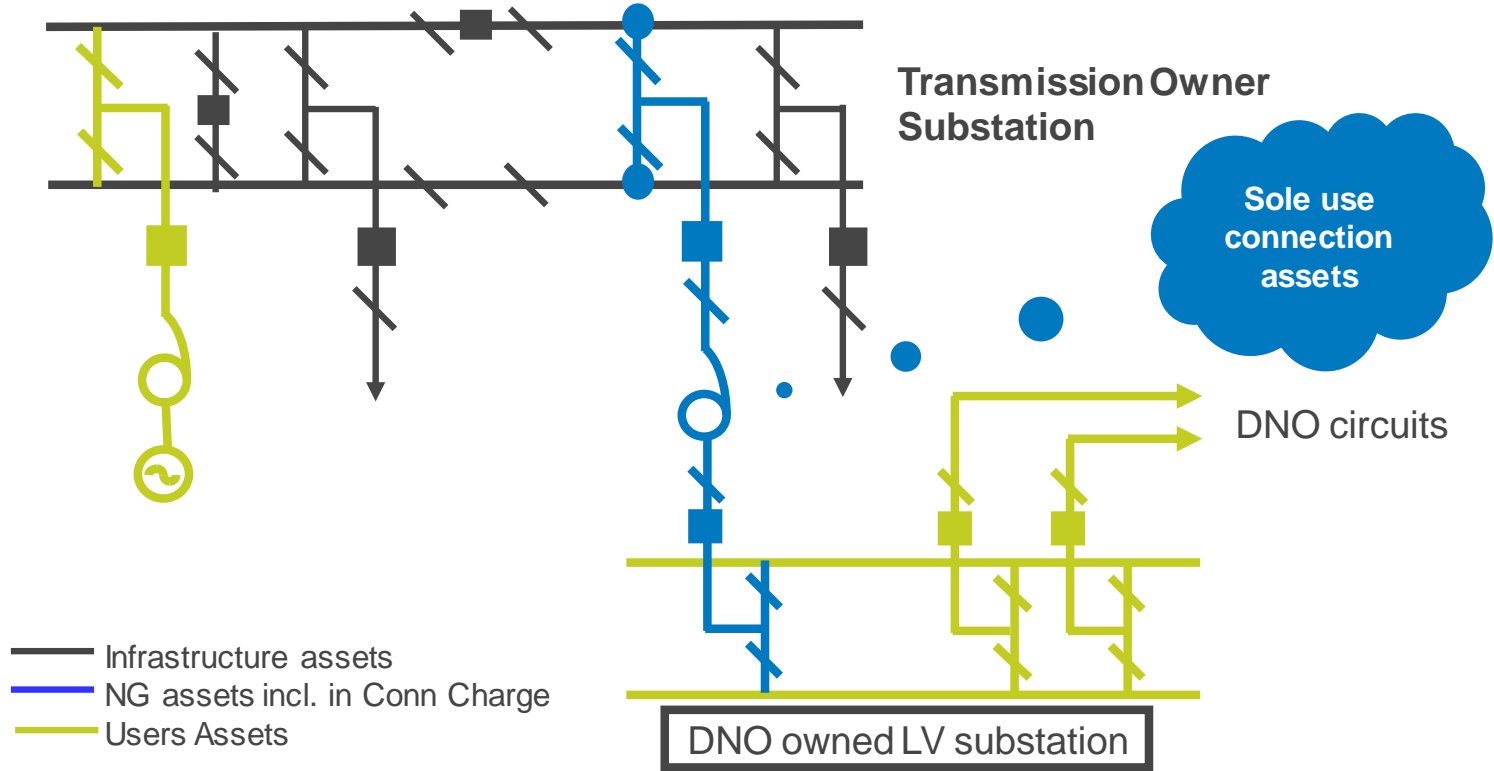 Transmission Owner
Substation
Sole use
connection
assets
DNO circuits
Infrastructure assets
NG assets incl. in Conn Charge
Users Assets
DNO owned LV substation